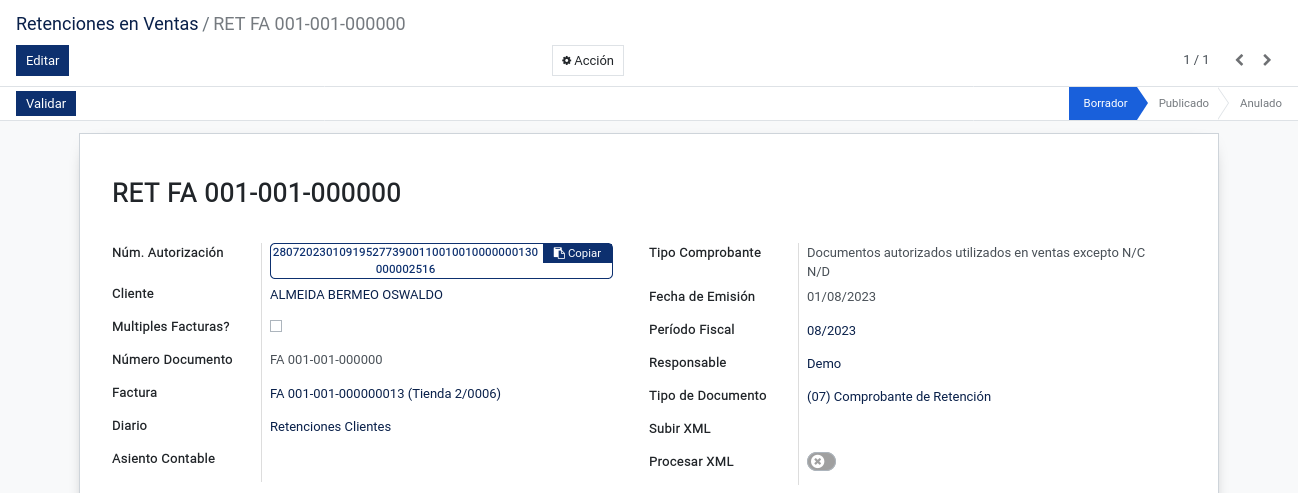 Retenciones en Ventas / RET FA 001-001-000000
Editar
Acción
1 / 1
Validar
Borrador
Publicado
Anulado
RET FA 001-001-000000
Núm. Autorización
2807202301091952773900110010010000000130
000002516
Copiar
Cliente
ALMEIDA BERMEO OSWALDO
Multiples Facturas?
Número Documento
FA 001-001-000000
Factura
FA 001-001-000000013 (Tienda 2/0006)
Diario
Retenciones Clientes
Asiento Contable
Tipo Comprobante
Documentos autorizados utilizados en ventas excepto N/C
N/D
Fecha de Emisión
01/08/2023
Período Fiscal
08/2023
Responsable
Demo
Tipo de Documento
(07) Comprobante de Retención
Subir XML
Procesar XML